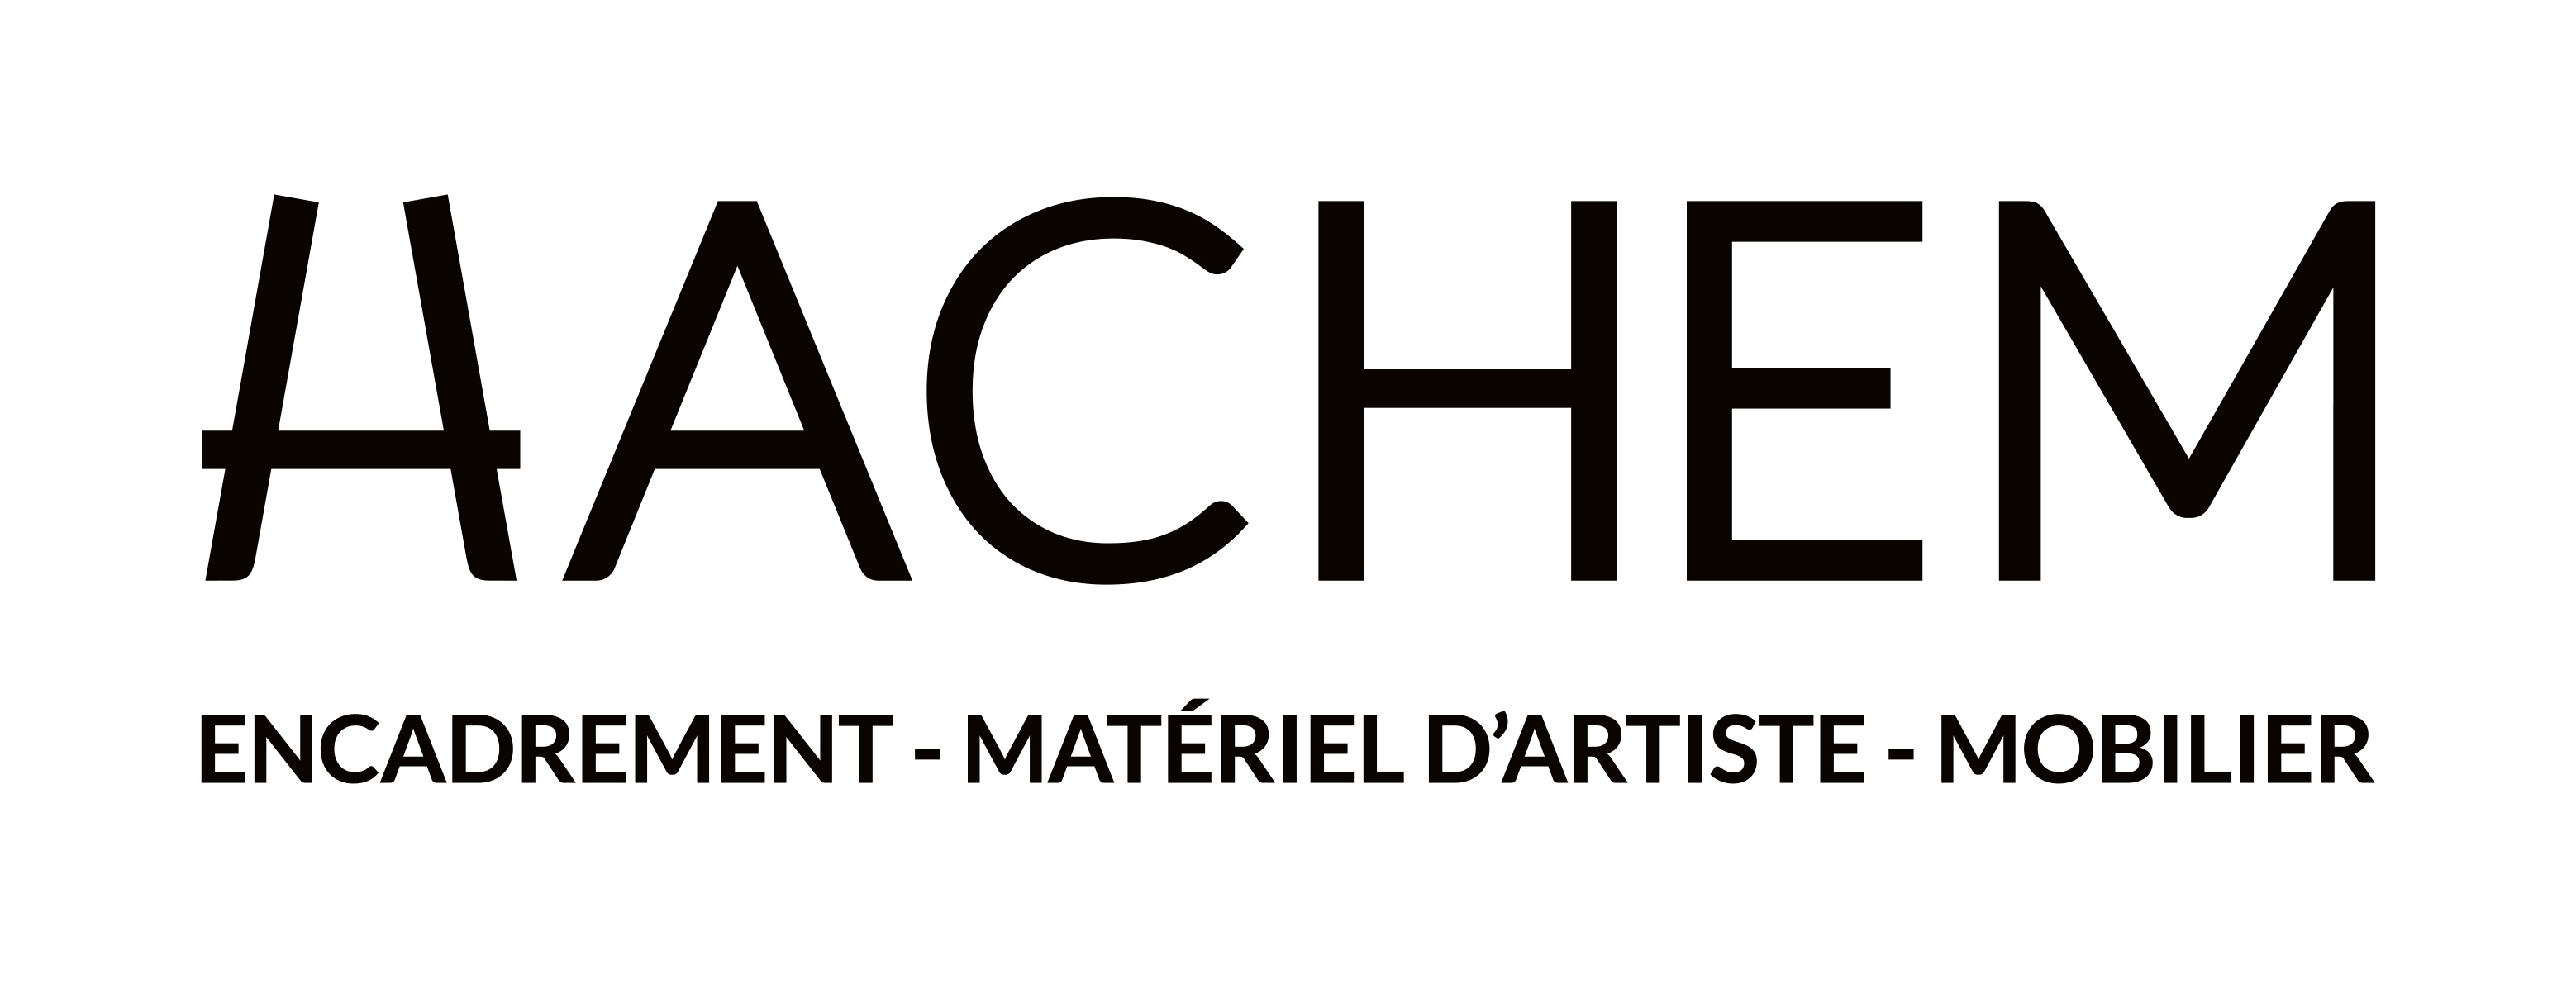 HACHEM
ENCADREMENT - MATÉRIEL D’ARTISTE - MOBILIER